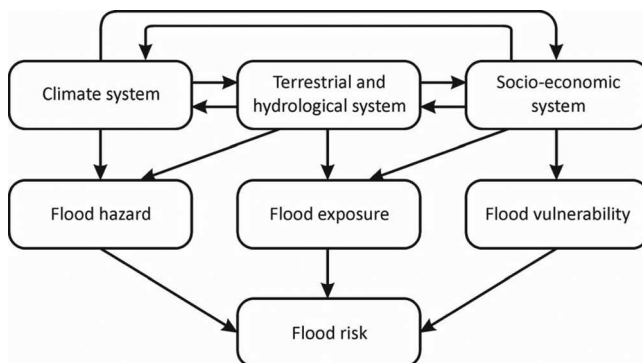 Climate system
Terrestrial and
hydrological system
Socio-economic
system
Flood hazard
Flood exposure
Flood vulnerability
Flood risk